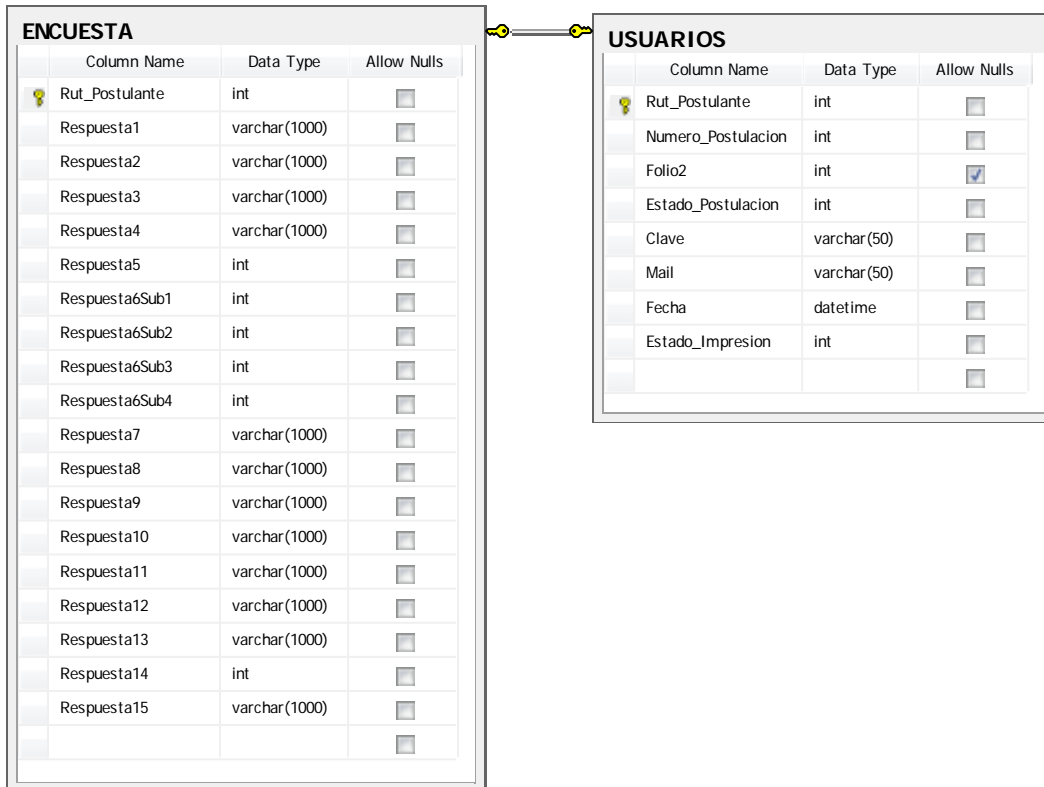 ENCUESTA
Column Name Data Type Allow Nulls
Rut_Postulante int
Respuesta1 varchar(1000)
Respuesta2 varchar(1000)
Respuesta3 varchar(1000)
Respuesta4 varchar(1000)
Respuesta5 int
Respuesta6Sub1 int
Respuesta6Sub2 int
Respuesta6Sub3 int
Respuesta6Sub4 int
Respuesta7 varchar(1000)
Respuesta8 varchar(1000)
Respuesta9 varchar(1000)
Respuesta10 varchar(1000)
Respuesta11 varchar(1000)
Respuesta12 varchar(1000)
Respuesta13 varchar(1000)
Respuesta14 int
Respuesta15 varchar(1000)
USUARIOS
Column Name Data Type Allow Nulls
Rut_Postulante int
Numero_Postulacion int
Folio2 int
Estado_Postulacion int
Clave varchar(50)
Mail varchar(50)
Fecha datetime
Estado_Impresion int